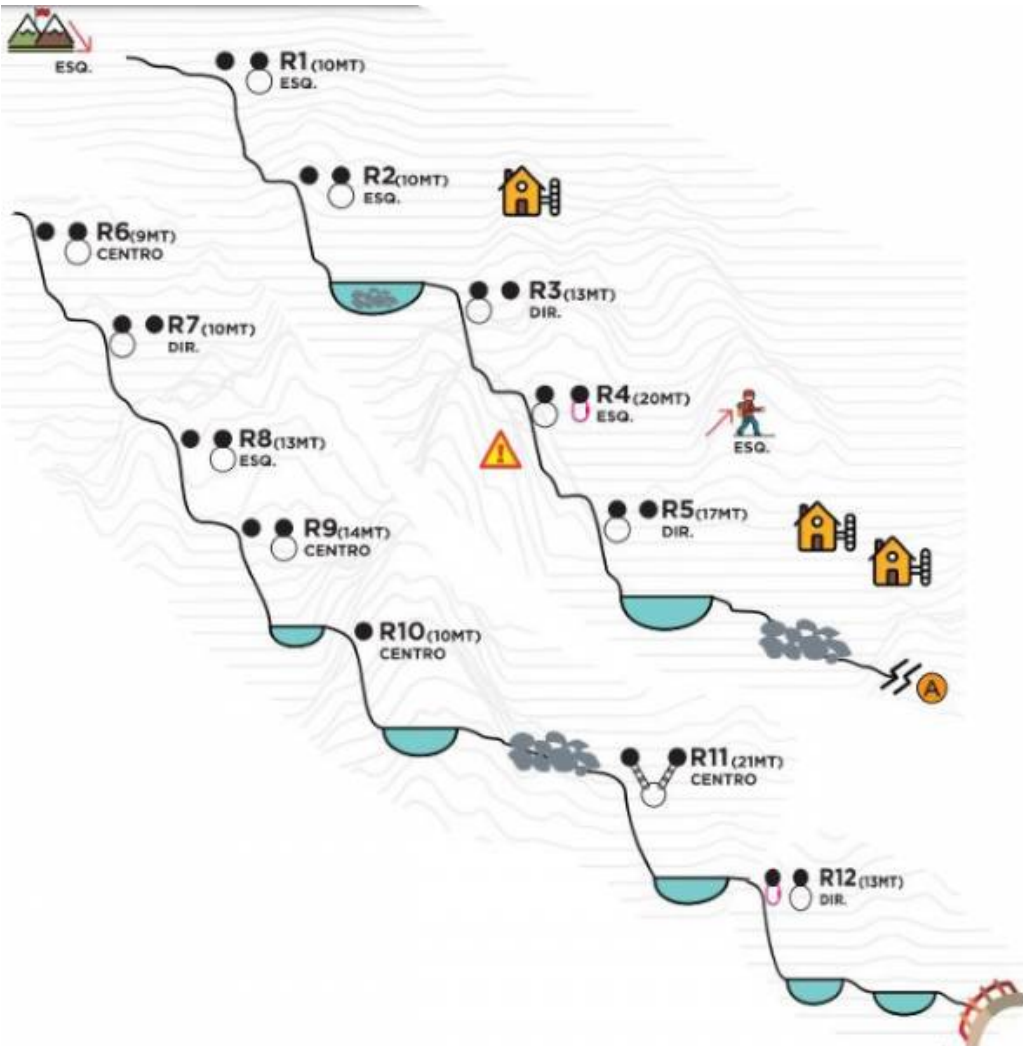 ESQ.
R1(10MT)
ESQ.
R2(10MT)
ESQ.
R3(13MT)
DIR.
R4(20MT)
ESQ.
ESQ.
R5(17MT)
DIR.
A
R6(9MT)
CENTRO
R7(10MT)
DIR.
R8(13MT)
ESQ.
R9(14MT)
CENTRO
R10(10MT)
CENTRO
R11(21MT)
CENTRO
R12(13MT)
DIR.